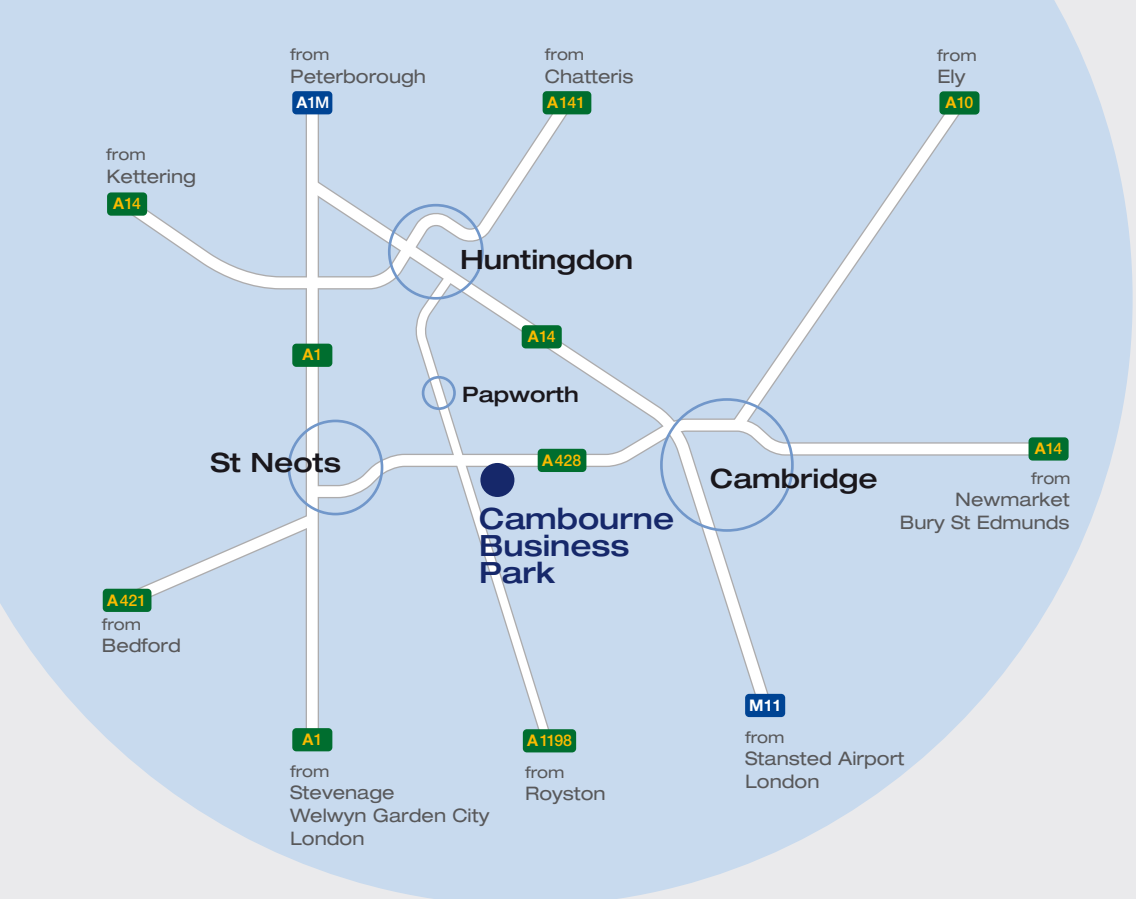 from
Peterborough
A1M
from
Chatteris
A141
from
Ely
A10
from
Kettering
A14
Huntingdon
A14
A1
Papworth
St Neots
A428
Cambridge
A14
from
Newmarket
Bury St Edmunds
Cambourne
Business
Park
A421
from
Bedford
A1
from
Stevenage
Welwyn Garden City
London
A1198
from
Royston
M11
from
Stansted Airport
London